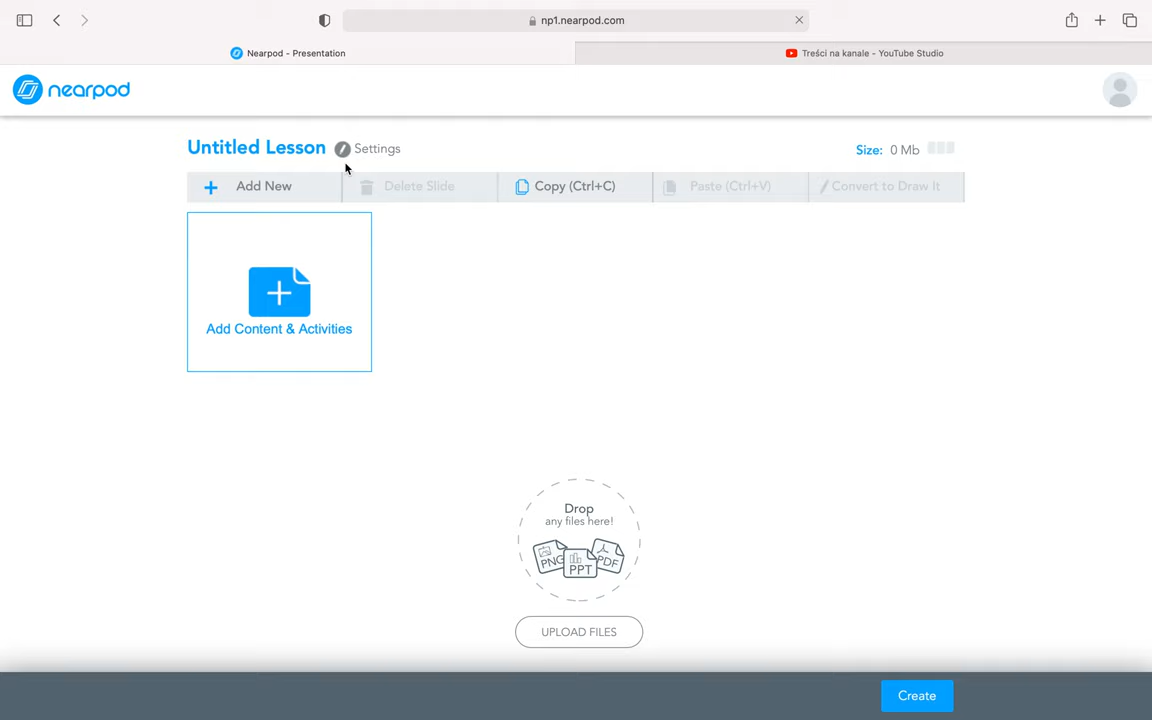 np1.nearpod.com
Nearpod - Presentation
Treści na kanale - YouTube Studio
nearpod
Untitled Lesson Settings
Size: 0 Mb
Add New Delete Slide Copy (Ctrl+C) Paste (Ctrl+V) Convert to Draw It
Add Content & Activities
Drop
any files here!
PNG PPT PDF
UPLOAD FILES
Create